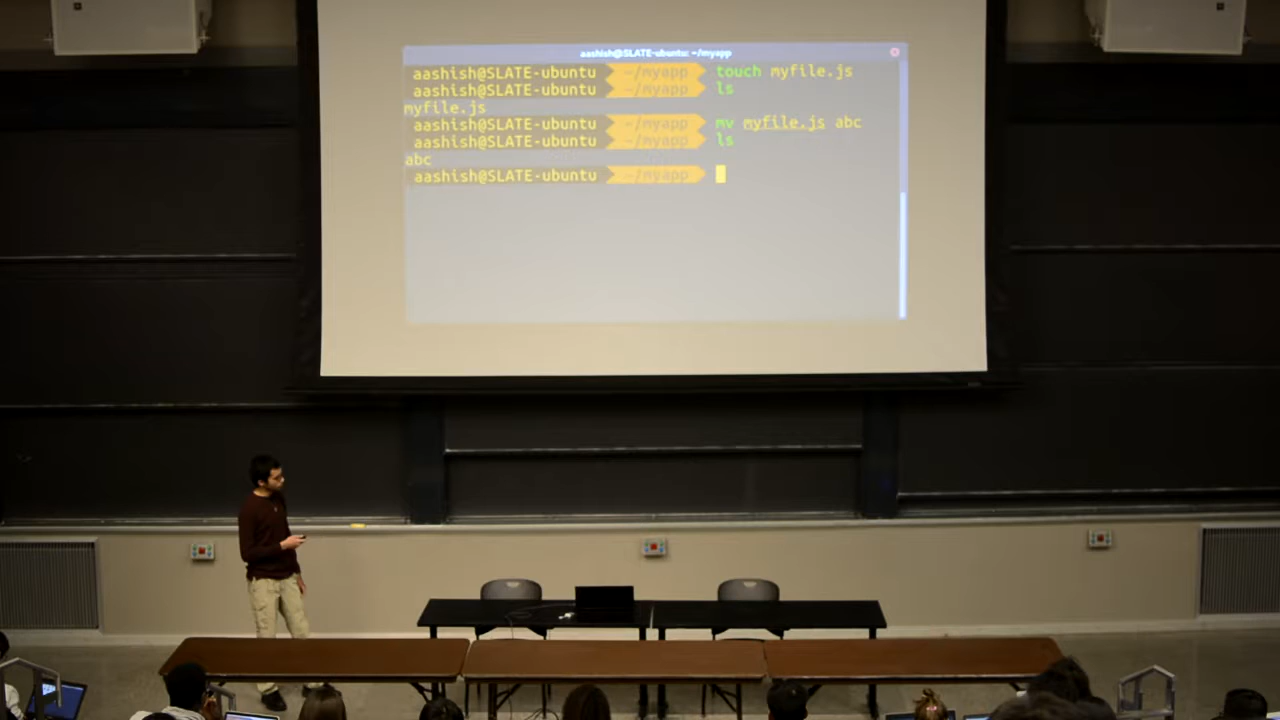 aashish@SLATE-ubuntu: ~/myapp
aashish@SLATE-ubuntu ~/myapp touch myfile.js
aashish@SLATE-ubuntu ~/myapp ls
myfile.js
aashish@SLATE-ubuntu ~/myapp mv myfile.js abc
aashish@SLATE-ubuntu ~/myapp ls
abc
aashish@SLATE-ubuntu ~/myapp